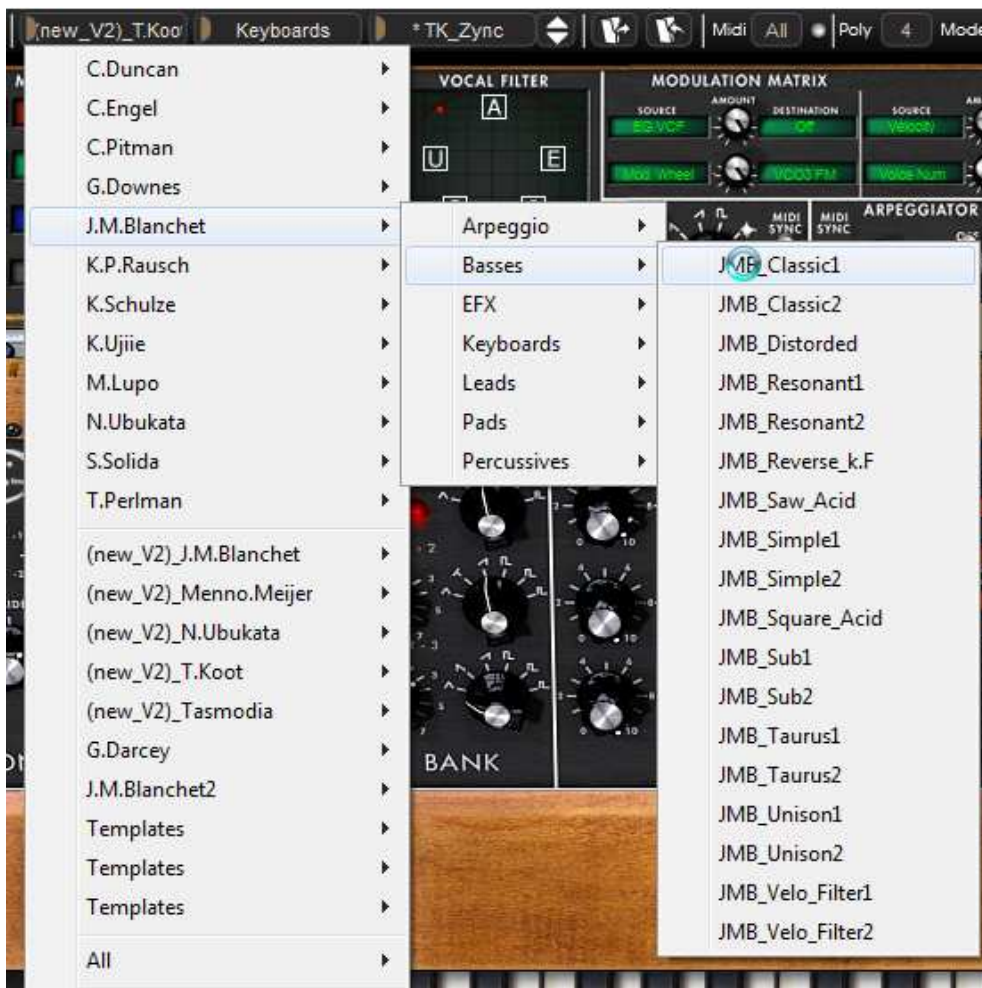 (new_V2)_T.Koo Keyboards * TK_Zync Midi All Poly 4 Mode
VOCAL FILTER
A
U E
MODULATION MATRIX
SOURCE AMOUNT DESTINATION SOURCE
EG VCF Off Velocity
Mod. Wheel VCO3 FM Voice Num
MIDI SYNC MIDI SYNC ARPEGGIATOR
C.Duncan
C.Engel
C.Pitman
G.Downes
J.M.Blanchet
K.P.Rausch
K.Schulze
K.Ujiie
M.Lupo
N.Ubukata
S.Solida
T.Perlman
(new_V2)_J.M.Blanchet
(new_V2)_Menno.Meijer
(new_V2)_N.Ubukata
(new_V2)_T.Koot
(new_V2)_Tasmodia
G.Darcey
J.M.Blanchet2
Templates
Templates
Templates
All
Arpeggio
Basses
EFX
Keyboards
Leads
Pads
Percussives
JMB_Classic1
JMB_Classic2
JMB_Distorded
JMB_Resonant1
JMB_Resonant2
JMB_Reverse_k.F
JMB_Saw_Acid
JMB_Simple1
JMB_Simple2
JMB_Square_Acid
JMB_Sub1
JMB_Sub2
JMB_Taurus1
JMB_Taurus2
JMB_Unison1
JMB_Unison2
JMB_Velo_Filter1
JMB_Velo_Filter2
BANK